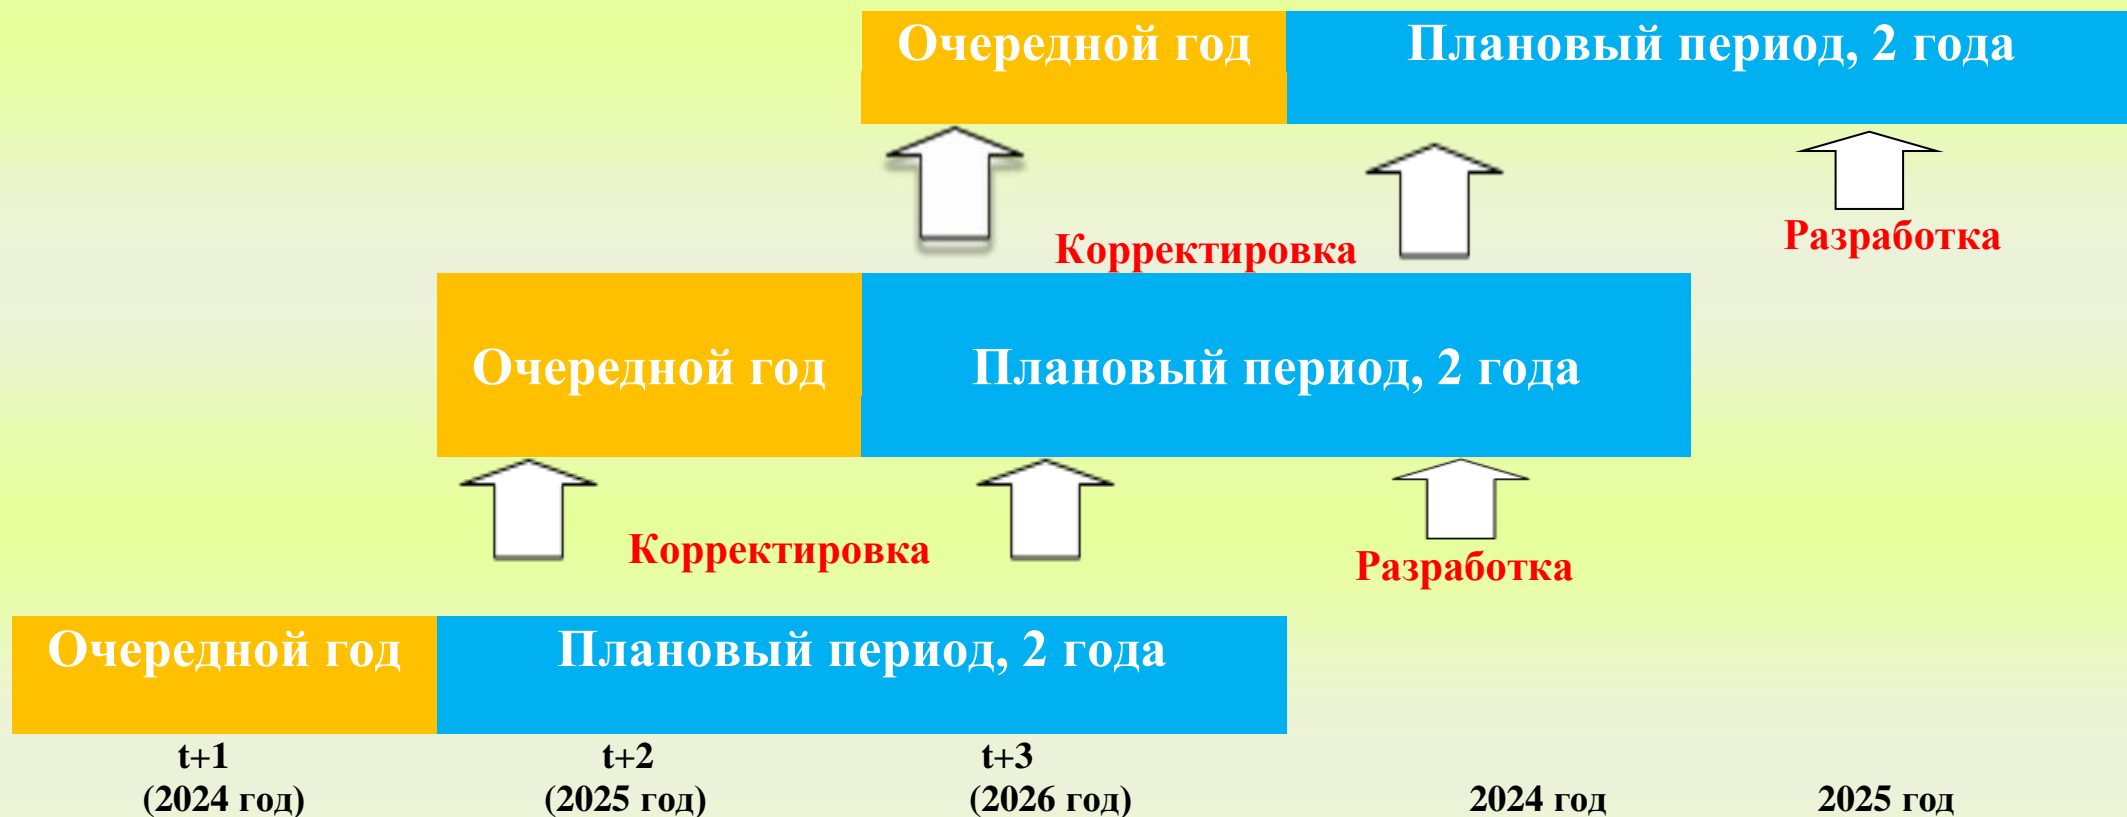 Очередной год
Плановый период, 2 года
Корректировка
Разработка
Очередной год
Плановый период, 2 года
Корректировка
Разработка
Очередной год
Плановый период, 2 года
t+1
(2024 год)
t+2
(2025 год)
t+3
(2026 год)
2024 год
2025 год